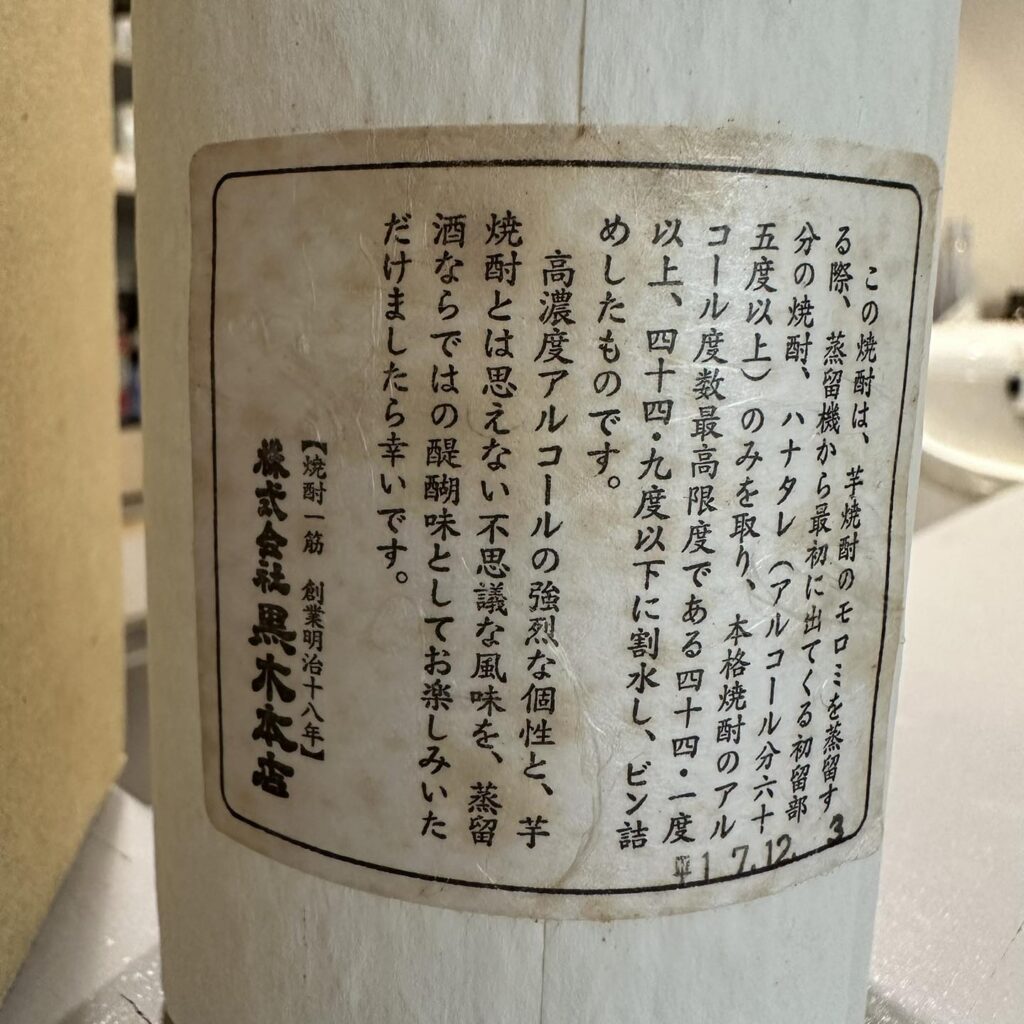 この焼酎は、芋焼酎のモロミを蒸留す
る際、蒸留機から最初に出てくる初留部
分の焼酎、ハナタレ（アルコール分六十
五度以上）のみを取り、本格焼酎のアル
コール度数最高限度である四十四・一度
以上、四十四・九度以下に割水し、ビン詰
めしたものです。
高濃度アルコールの強烈な個性と、芋
焼酎とは思えない不思議な風味を、蒸留
酒ならではの醍醐味としてお楽しみいた
だけましたら幸いです。
【焼酎一筋 創業明治十八年】
株式会社黒木本店
平17.12.3